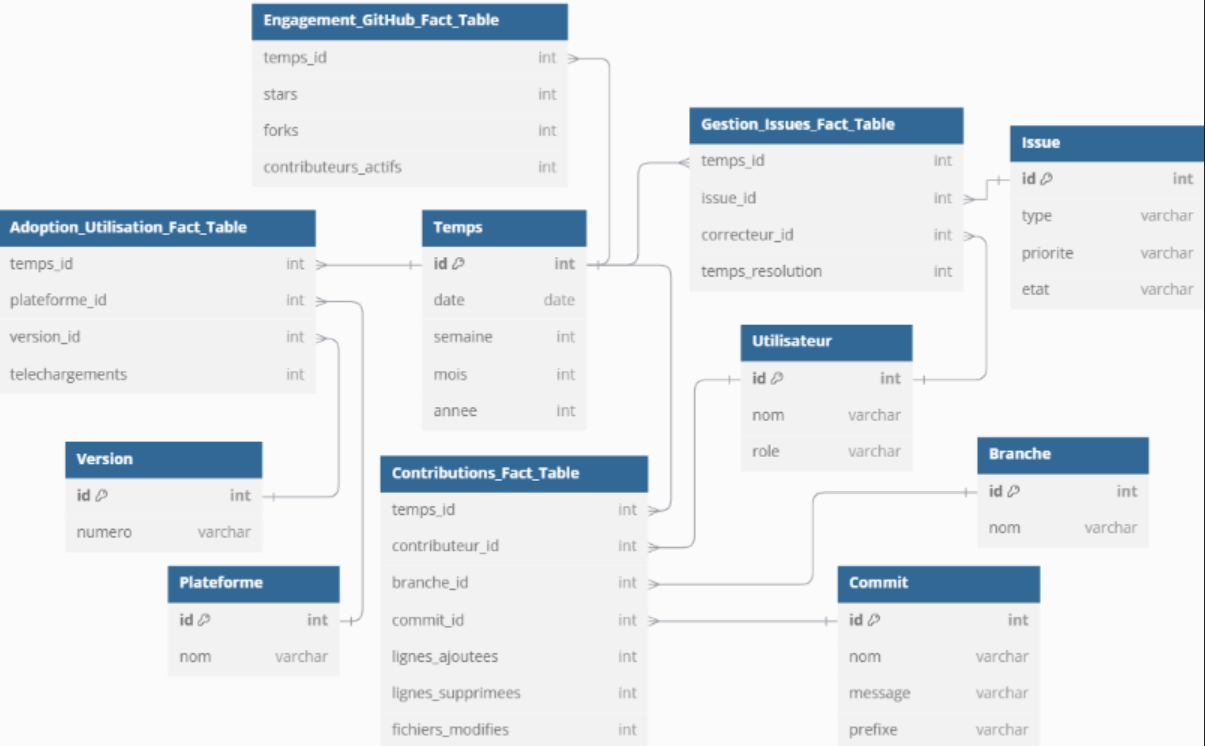 Engagement_GitHub_Fact_Table
temps_id int
stars int
forks int
contributeurs_actifs int
Gestion_Issues_Fact_Table
temps_id int
issue_id int
correcteur_id int
temps_resolution int
Issue
id int
type varchar
priorite varchar
etat varchar
Adoption_Utilisation_Fact_Table
temps_id int
plateforme_id int
version_id int
telechargements int
Temps
id int
date date
semaine int
mois int
annee int
Utilisateur
id int
nom varchar
role varchar
Version
id int
numero varchar
Contributions_Fact_Table
temps_id int
contributeur_id int
branche_id int
commit_id int
lignes_ajoutees int
lignes_supprimees int
fichiers_modifies int
Branche
id int
nom varchar
Plateforme
id int
nom varchar
Commit
id int
nom varchar
message varchar
prefixe varchar